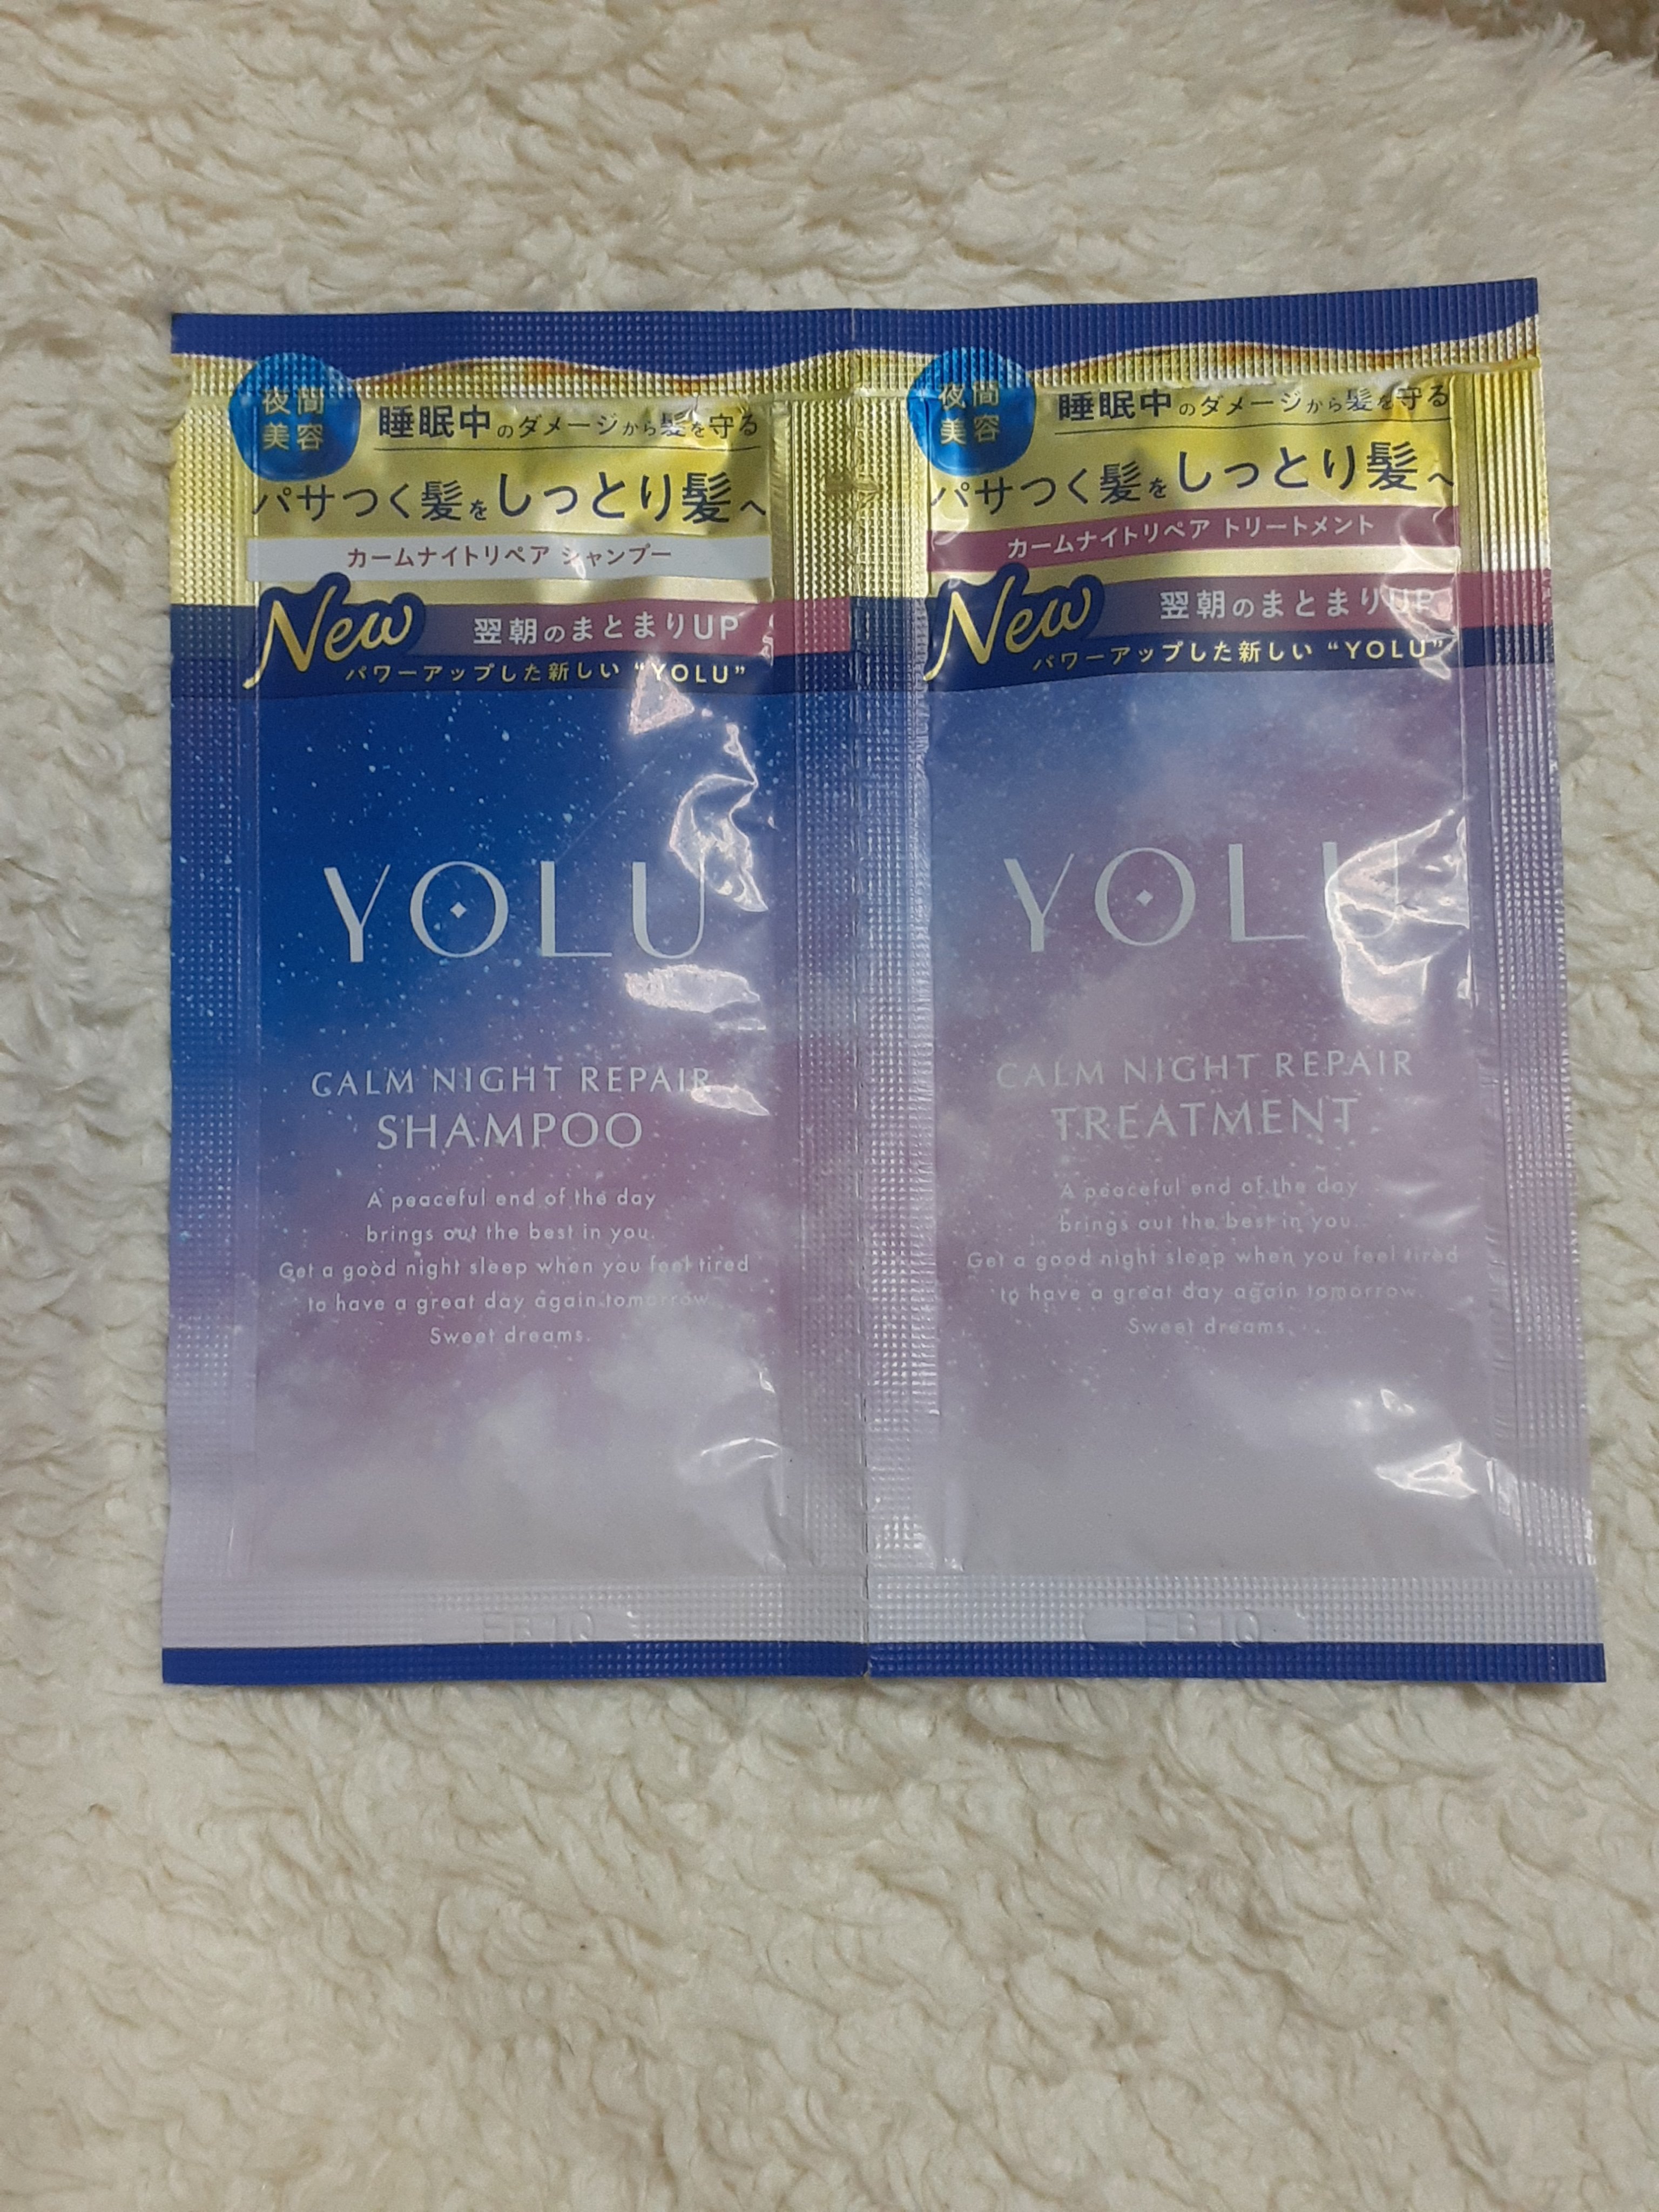 夜間
美容
睡眠中のダメージから髪を守る
パサつく髪をしっとり髪へ
カームナイトリペア シャンプー
New
翌朝のまとまりUP
パワーアップした新しい “YOLU”
YOLU
CALM NIGHT REPAIR
SHAMPOO
A peaceful end of the day
brings out the best in you.
Get a good night sleep when you feel tired
to have a great day again tomorrow.
Sweet dreams.
夜間
美容
睡眠中のダメージから髪を守る
パサつく髪をしっとり髪へ
カームナイトリペア トリートメント
New
翌朝のまとまりUP
パワーアップした新しい “YOLU”
YOLU
CALM NIGHT REPAIR
TREATMENT
A peaceful end of the day
brings out the best in you.
Get a good night sleep when you feel tired
to have a great day again tomorrow.
Sweet dreams.